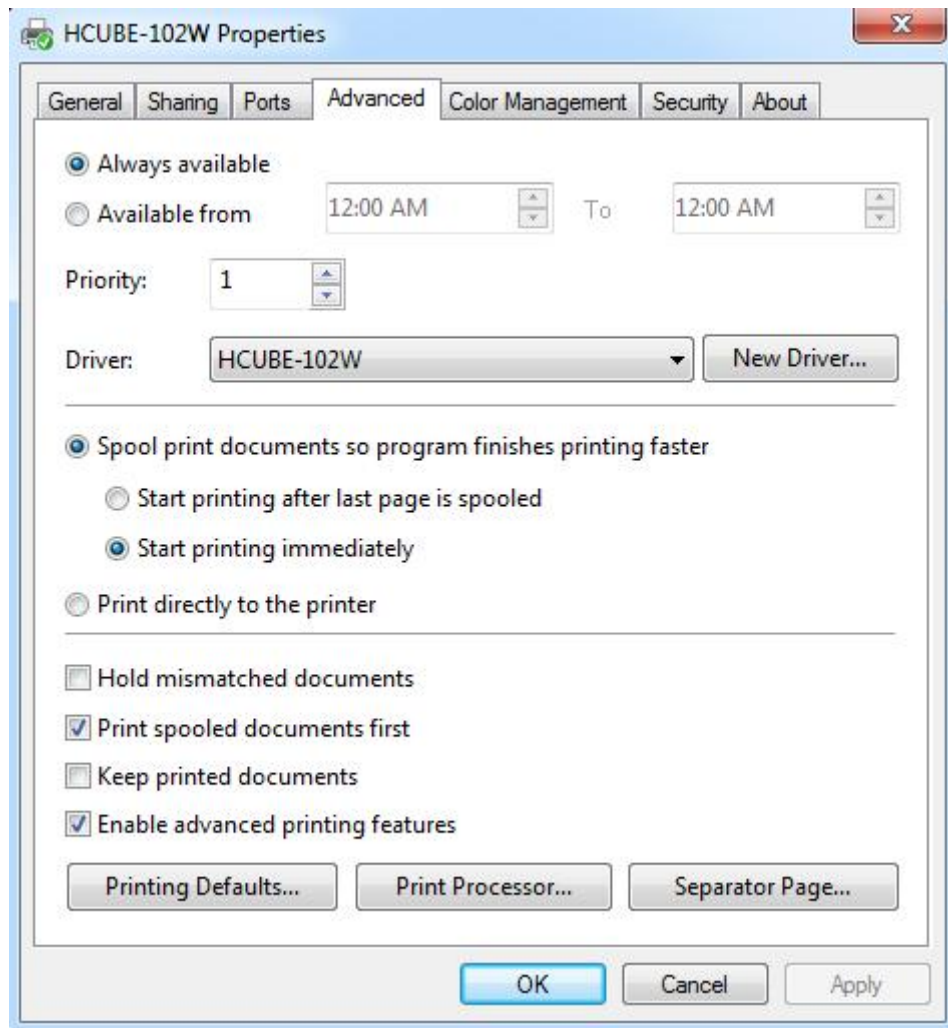 HCUBE-102W Properties
General Sharing Ports Advanced Color Management Security About
Always available
Available from 12:00 AM To 12:00 AM
Priority: 1
Driver: HCUBE-102W New Driver...
Spool print documents so program finishes printing faster
Start printing after last page is spooled
Start printing immediately
Print directly to the printer
Hold mismatched documents
Print spooled documents first
Keep printed documents
Enable advanced printing features
Printing Defaults... Print Processor... Separator Page...
OK Cancel Apply